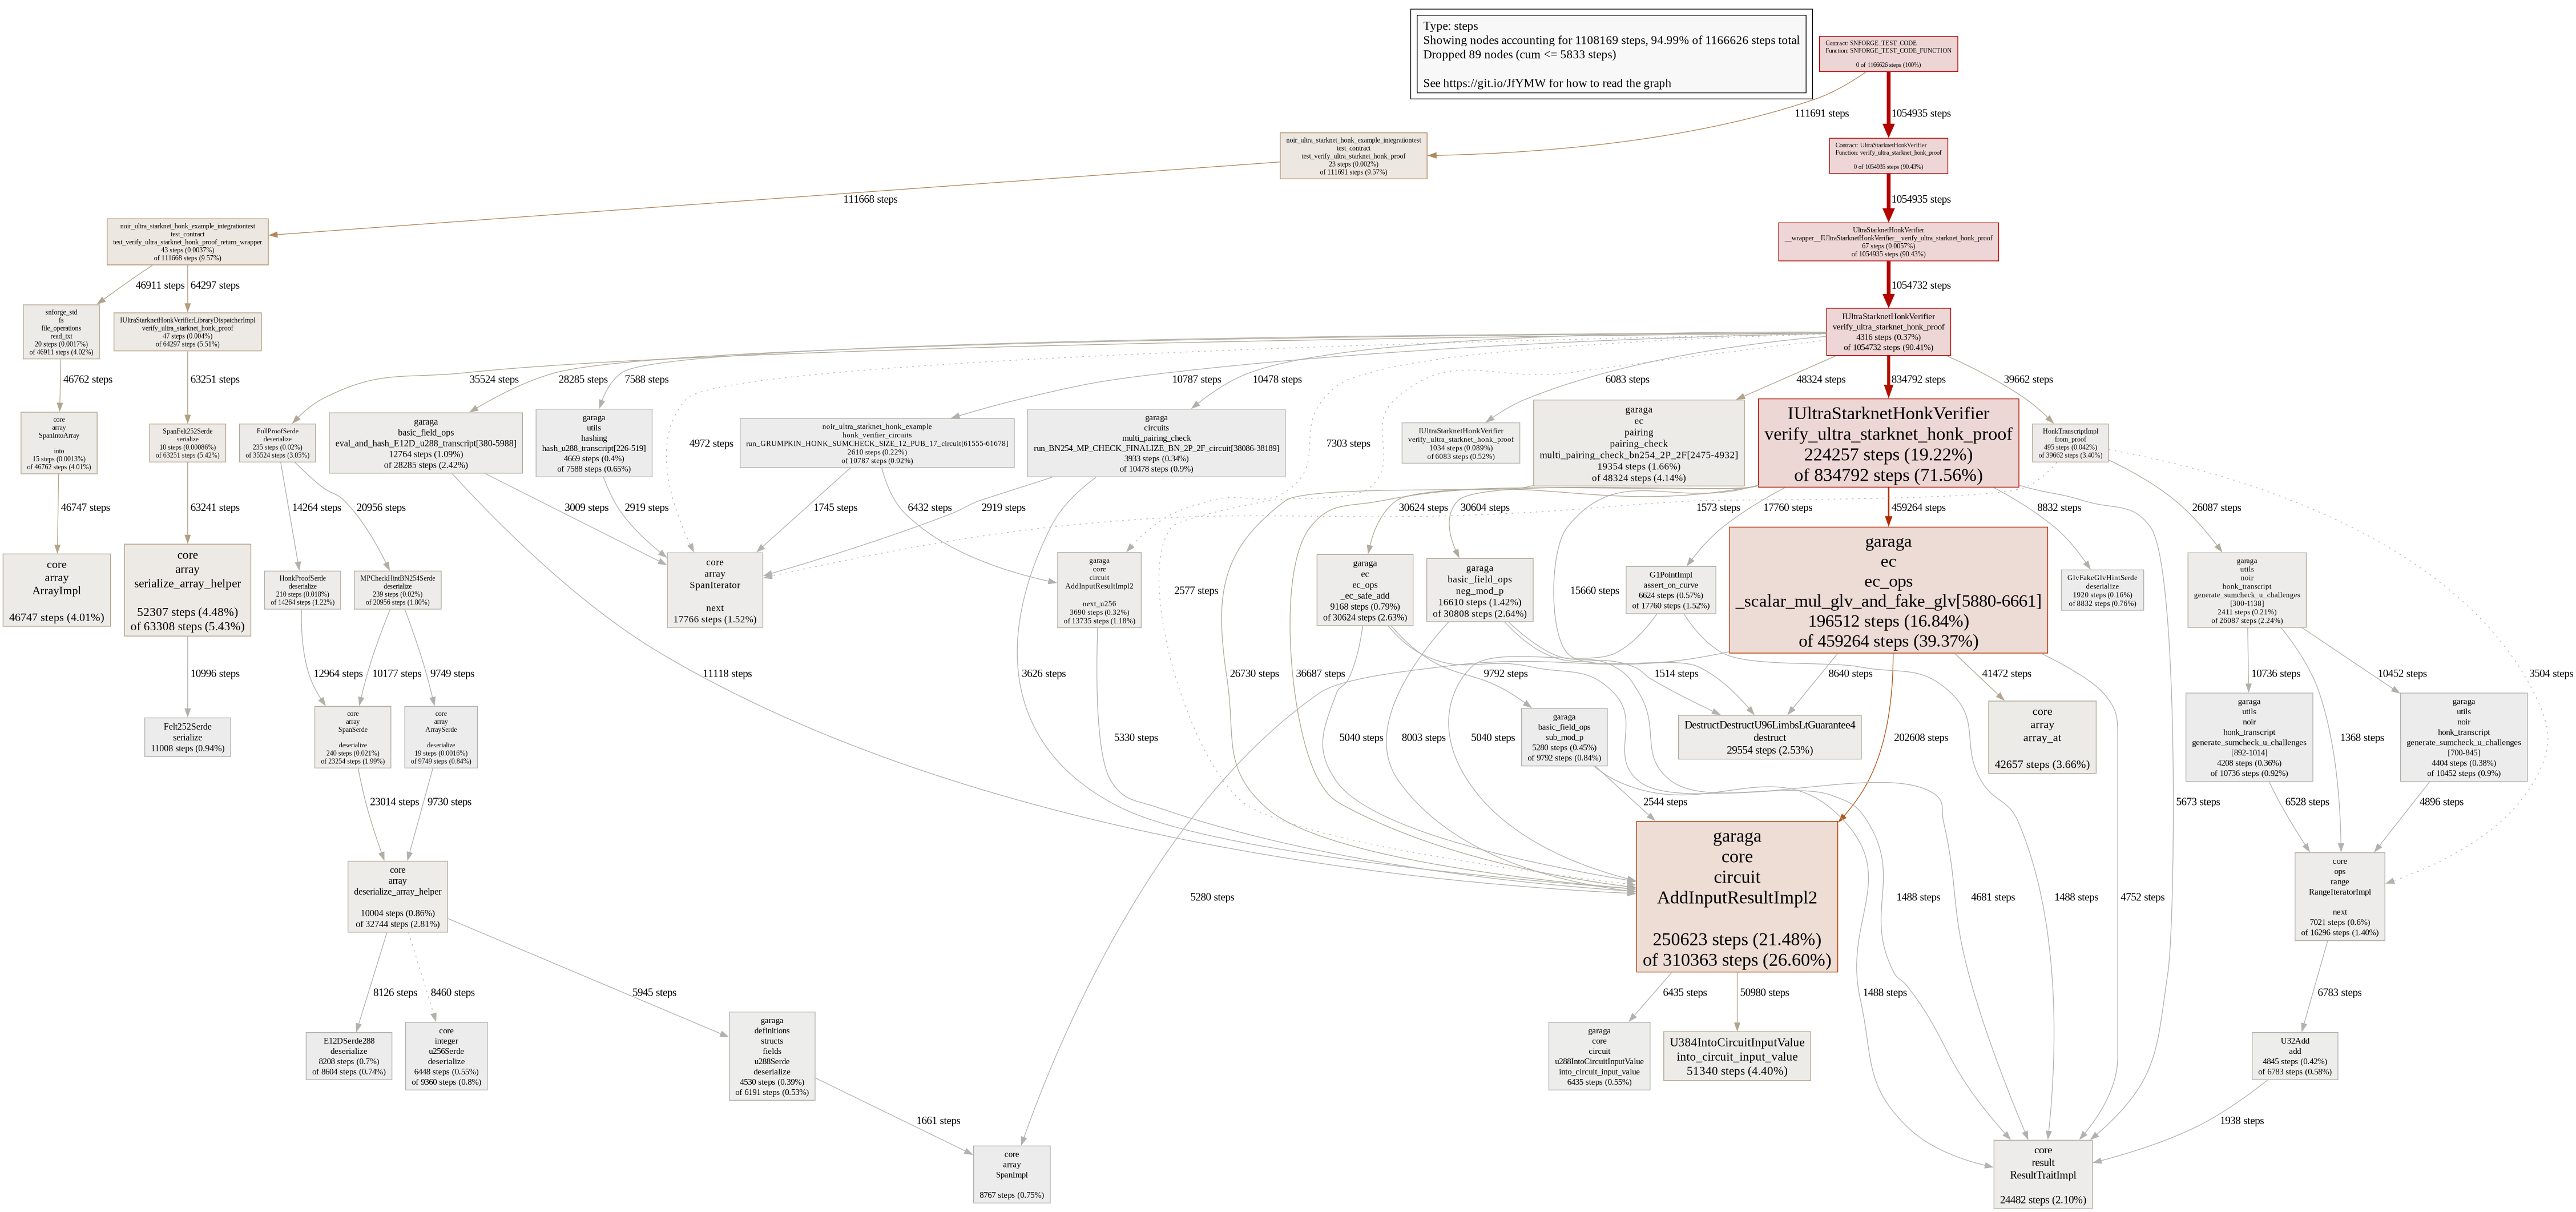 Type: steps
Showing nodes accounting for 1108169 steps, 94.99% of 1166626 steps total
Dropped 89 nodes (cum <= 5833 steps)
See https://git.io/JfYMW for how to read the graph
Contract: SNFORGE_TEST_CODE
Function: SNFORGE_TEST_CODE_FUNCTION
0 of 1166626 steps (100%)
111691 steps
1054935 steps
noir_ultra_starknet_honk_example_integrationtest
test_contract
test_verify_ultra_starknet_honk_proof
23 steps (0.002%)
of 111691 steps (9.57%)
Contract: UltraStarknetHonkVerifier
Function: verify_ultra_starknet_honk_proof
0 of 1054935 steps (90.43%)
111668 steps
1054935 steps
noir_ultra_starknet_honk_example_integrationtest
test_contract
test_verify_ultra_starknet_honk_proof_return_wrapper
43 steps (0.0037%)
of 111668 steps (9.57%)
UltraStarknetHonkVerifier
__wrapper__IUltraStarknetHonkVerifier__verify_ultra_starknet_honk_proof
67 steps (0.0057%)
of 1054935 steps (90.43%)
46911 steps
64297 steps
1054732 steps
snforge_std
fs
file_operations
read_txt
20 steps (0.0017%)
of 46911 steps (4.02%)
IUltraStarknetHonkVerifierLibraryDispatcherImpl
verify_ultra_starknet_honk_proof
47 steps (0.004%)
of 64297 steps (5.51%)
IUltraStarknetHonkVerifier
verify_ultra_starknet_honk_proof
4316 steps (0.37%)
of 1054732 steps (90.41%)
46762 steps
63251 steps
35524 steps
28285 steps
7588 steps
10787 steps
10478 steps
6083 steps
48324 steps
834792 steps
39662 steps
core
array
SpanIntoArray
into
15 steps (0.0013%)
of 46762 steps (4.01%)
SpanFelt252Serde
serialize
10 steps (0.00086%)
of 63251 steps (5.42%)
FullProofSerde
deserialize
235 steps (0.02%)
of 35524 steps (3.05%)
garaga
basic_field_ops
eval_and_hash_E12D_u288_transcript[380-5988]
12764 steps (1.09%)
of 28285 steps (2.42%)
garaga
utils
hashing
hash_u288_transcript[226-519]
4669 steps (0.4%)
of 7588 steps (0.65%)
4972 steps
noir_ultra_starknet_honk_example
honk_verifier_circuits
run_GRUMPKIN_HONK_SUMCHECK_SIZE_12_PUB_17_circuit[61555-61678]
2610 steps (0.22%)
of 10787 steps (0.92%)
garaga
circuits
multi_pairing_check
run_BN254_MP_CHECK_FINALIZE_BN_2P_2F_circuit[38086-38189]
3933 steps (0.34%)
of 10478 steps (0.9%)
7303 steps
IUltraStarknetHonkVerifier
verify_ultra_starknet_honk_proof
1034 steps (0.089%)
of 6083 steps (0.52%)
garaga
ec
pairing
pairing_check
multi_pairing_check_bn254_2P_2F[2475-4932]
19354 steps (1.66%)
of 48324 steps (4.14%)
IUltraStarknetHonkVerifier
verify_ultra_starknet_honk_proof
224257 steps (19.22%)
of 834792 steps (71.56%)
HonkTranscriptImpl
from_proof
495 steps (0.042%)
of 39662 steps (3.40%)
46747 steps
63241 steps
14264 steps
20956 steps
3009 steps
2919 steps
1745 steps
6432 steps
2919 steps
30624 steps
30604 steps
1573 steps
17760 steps
459264 steps
8832 steps
26087 steps
core
array
ArrayImpl
46747 steps (4.01%)
core
array
serialize_array_helper
52307 steps (4.48%)
of 63308 steps (5.43%)
HonkProofSerde
deserialize
210 steps (0.018%)
of 14264 steps (1.22%)
MPCheckHintBN254Serde
deserialize
239 steps (0.02%)
of 20956 steps (1.80%)
core
array
SpanIterator
next
17766 steps (1.52%)
garaga
core
circuit
AddInputResultImpl2
next_u256
3690 steps (0.32%)
of 13735 steps (1.18%)
2577 steps
garaga
ec
ec_ops
_ec_safe_add
9168 steps (0.79%)
of 30624 steps (2.63%)
garaga
basic_field_ops
neg_mod_p
16610 steps (1.42%)
of 30808 steps (2.64%)
15660 steps
G1PointImpl
assert_on_curve
6624 steps (0.57%)
of 17760 steps (1.52%)
garaga
ec
ec_ops
_scalar_mul_glv_and_fake_glv[5880-6661]
196512 steps (16.84%)
of 459264 steps (39.37%)
GlvFakeGlvHintSerde
deserialize
1920 steps (0.16%)
of 8832 steps (0.76%)
garaga
utils
noir
honk_transcript
generate_sumcheck_u_challenges
[300-1138]
2411 steps (0.21%)
of 26087 steps (2.24%)
10996 steps
12964 steps
10177 steps
9749 steps
11118 steps
3626 steps
26730 steps
36687 steps
9792 steps
1514 steps
8640 steps
41472 steps
10736 steps
10452 steps
3504 steps
Felt252Serde
serialize
11008 steps (0.94%)
core
array
SpanSerde
deserialize
240 steps (0.021%)
of 23254 steps (1.99%)
core
array
ArraySerde
deserialize
19 steps (0.0016%)
of 9749 steps (0.84%)
5330 steps
5040 steps
8003 steps
5040 steps
garaga
basic_field_ops
sub_mod_p
5280 steps (0.45%)
of 9792 steps (0.84%)
DestructDestructU96LimbsLtGuarantee4
destruct
29554 steps (2.53%)
202608 steps
core
array
array_at
42657 steps (3.66%)
garaga
utils
noir
honk_transcript
generate_sumcheck_u_challenges
[892-1014]
4208 steps (0.36%)
of 10736 steps (0.92%)
1368 steps
garaga
utils
noir
honk_transcript
generate_sumcheck_u_challenges
[700-845]
4404 steps (0.38%)
of 10452 steps (0.9%)
23014 steps
9730 steps
2544 steps
5673 steps
6528 steps
4896 steps
core
array
deserialize_array_helper
10004 steps (0.86%)
of 32744 steps (2.81%)
5280 steps
garaga
core
circuit
AddInputResultImpl2
250623 steps (21.48%)
of 310363 steps (26.60%)
1488 steps
4681 steps
1488 steps
4752 steps
core
ops
range
RangeIteratorImpl
next
7021 steps (0.6%)
of 16296 steps (1.40%)
8126 steps
8460 steps
5945 steps
6435 steps
50980 steps
1488 steps
6783 steps
E12DSerde288
deserialize
8208 steps (0.7%)
of 8604 steps (0.74%)
core
integer
u256Serde
deserialize
6448 steps (0.55%)
of 9360 steps (0.8%)
garaga
definitions
structs
fields
u288Serde
deserialize
4530 steps (0.39%)
of 6191 steps (0.53%)
garaga
core
circuit
u288IntoCircuitInputValue
into_circuit_input_value
6435 steps (0.55%)
U384IntoCircuitInputValue
into_circuit_input_value
51340 steps (4.40%)
U32Add
add
4845 steps (0.42%)
of 6783 steps (0.58%)
1661 steps
1938 steps
core
array
SpanImpl
8767 steps (0.75%)
core
result
ResultTraitImpl
24482 steps (2.10%)